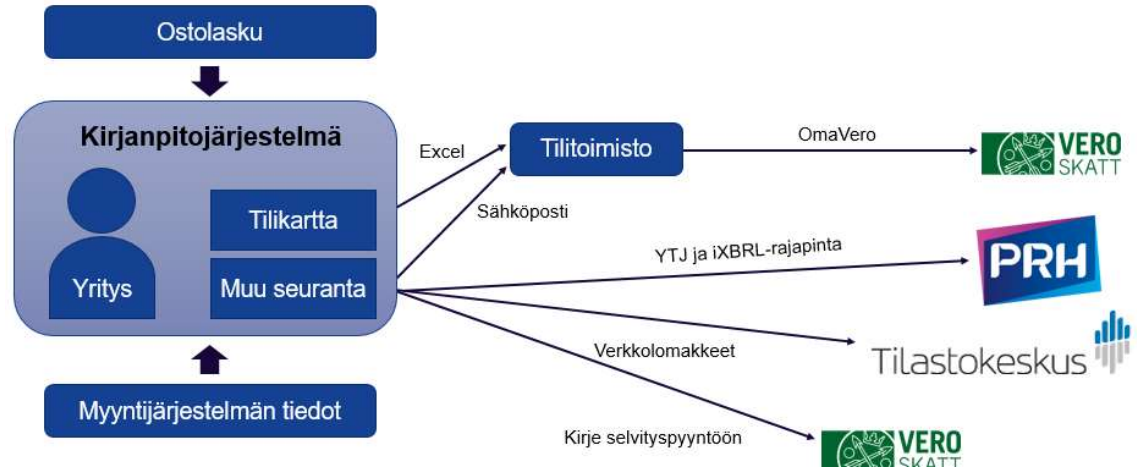 Ostolasku
Kirjanpitojärjestelmä
Tilikartta
Yritys
Muu seuranta
Myyntijärjestelmän tiedot
Excel
Sähköposti
Tilitoimisto
OmaVero
VERO
SKATT
YTJ ja iXBRL-rajapinta
PRH
Verkkolomakkeet
Tilastokeskus
Kirje selvityspyyntöön
VERO
SKATT